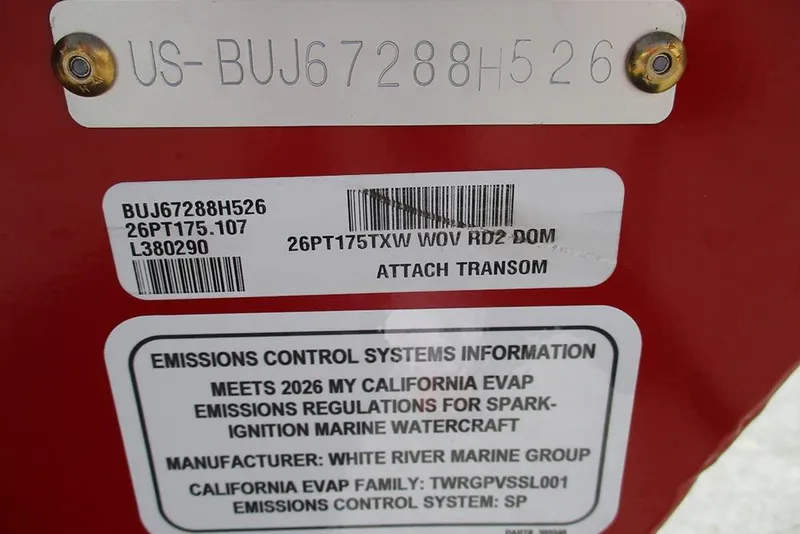 US-BUJ67288H526
BUJ67288H526
26PT175.107
L380290
26PT175TXW WOV RD2 DOM
ATTACH TRANSOM
EMISSIONS CONTROL SYSTEMS INFORMATION
MEETS 2026 MY CALIFORNIA EVAP
EMISSIONS REGULATIONS FOR SPARK-
IGNITION MARINE WATERCRAFT
MANUFACTURER: WHITE RIVER MARINE GROUP
CALIFORNIA EVAP FAMILY: TWRGPVSSL001
EMISSIONS CONTROL SYSTEM: SP